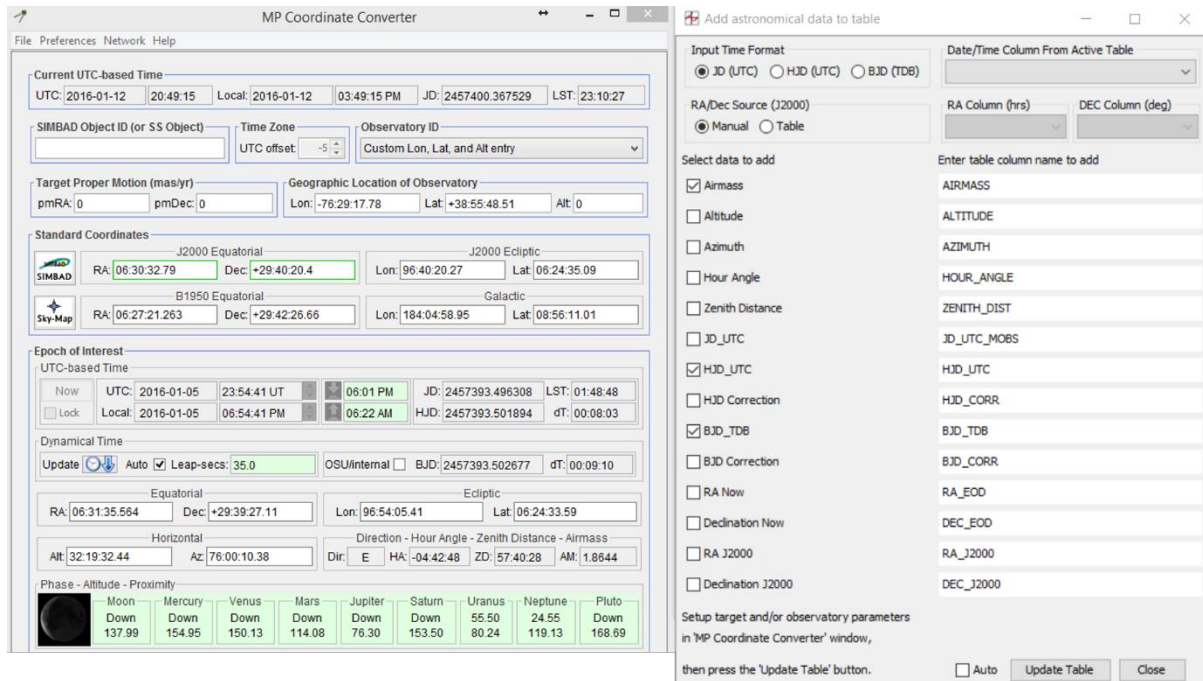 MP Coordinate Converter
File Preferences Network Help
Current UTC-based Time
UTC: 2016-01-12 20:49:15 Local: 2016-01-12 03:49:15 PM JD: 2457400.367529 LST: 23:10:27
SIMBAD Object ID (or SS Object) Time Zone Observatory ID
UTC offset: -5 Custom Lon, Lat, and Alt entry
Target Proper Motion (mas/yr) Geographic Location of Observatory
pmRA: 0 pmDec: 0 Lon: -76:29:17.78 Lat: +38:55:48.51 Alt: 0
Standard Coordinates
J2000 Equatorial J2000 Ecliptic
SIMBAD RA: 06:30:32.79 Dec: +29:40:20.4 Lon: 96:40:20.27 Lat: 06:24:35.09
B1950 Equatorial Galactic
Sky-Map RA: 06:27:21.263 Dec: +29:42:26.66 Lon: 184:04:58.95 Lat: 08:56:11.01
Epoch of Interest
UTC-based Time
Now UTC: 2016-01-05 23:54:41 UT 06:01 PM JD: 2457393.496308 LST: 01:48:48
Lock Local: 2016-01-05 06:54:41 PM 06:22 AM HJD: 2457393.501894 dT: 00:08:03
Dynamical Time
Update Auto Leap-secs: 35.0 OSU/internal BJD: 2457393.502677 dT: 00:09:10
Equatorial Ecliptic
RA: 06:31:35.564 Dec: +29:39:27.11 Lon: 96:54:05.41 Lat: 06:24:33.59
Horizontal Direction - Hour Angle - Zenith Distance - Airmass
Alt: 32:19:32.44 Az: 76:00:10.38 Dir: E HA: -04:42:48 ZD: 57:40:28 AM: 1.8644
Phase - Altitude - Proximity
Moon Mercury Venus Mars Jupiter Saturn Uranus Neptune Pluto
Down Down Down Down Down Down 55.50 24.55 Down
137.99 154.95 150.13 114.08 76.30 153.50 80.24 119.13 168.69
Add astronomical data to table
Input Time Format Date/Time Column From Active Table
JD (UTC) HJD (UTC) BJD (TDB)
RA/Dec Source (J2000) RA Column (hrs) DEC Column (deg)
Manual Table
Select data to add Enter table column name to add
Airmass AIRMASS
Altitude ALTITUDE
Azimuth AZIMUTH
Hour Angle HOUR_ANGLE
Zenith Distance ZENITH_DIST
JD_UTC JD_UTC_MOBS
HJD_UTC HJD_UTC
HJD Correction HJD_CORR
BJD_TDB BJD_TDB
BJD Correction BJD_CORR
RA Now RA_EOD
Declination Now DEC_EOD
RA J2000 RA_J2000
Declination J2000 DEC_J2000
Setup target and/or observatory parameters
in 'MP Coordinate Converter' window,
then press the 'Update Table' button. Auto Update Table Close